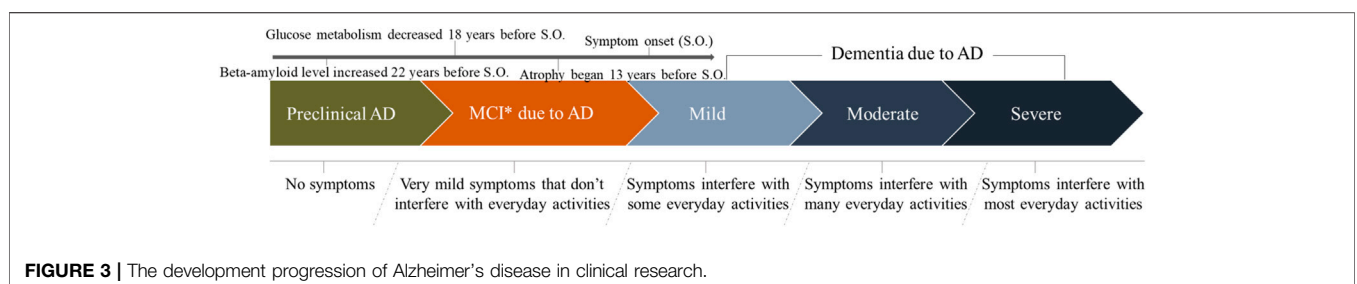 Glucose metabolism decreased 18 years before S.O.
Symptom onset (S.O.)
Dementia due to AD
Beta-amyloid level increased 22 years before S.O.
Atrophy began 13 years before S.O.
Preclinical AD
MCI* due to AD
Mild
Moderate
Severe
No symptoms
Very mild symptoms that don’t
interfere with everyday activities
Symptoms interfere with
some everyday activities
Symptoms interfere with
many everyday activities
Symptoms interfere with
most everyday activities
FIGURE 3 | The development progression of Alzheimer’s disease in clinical research.